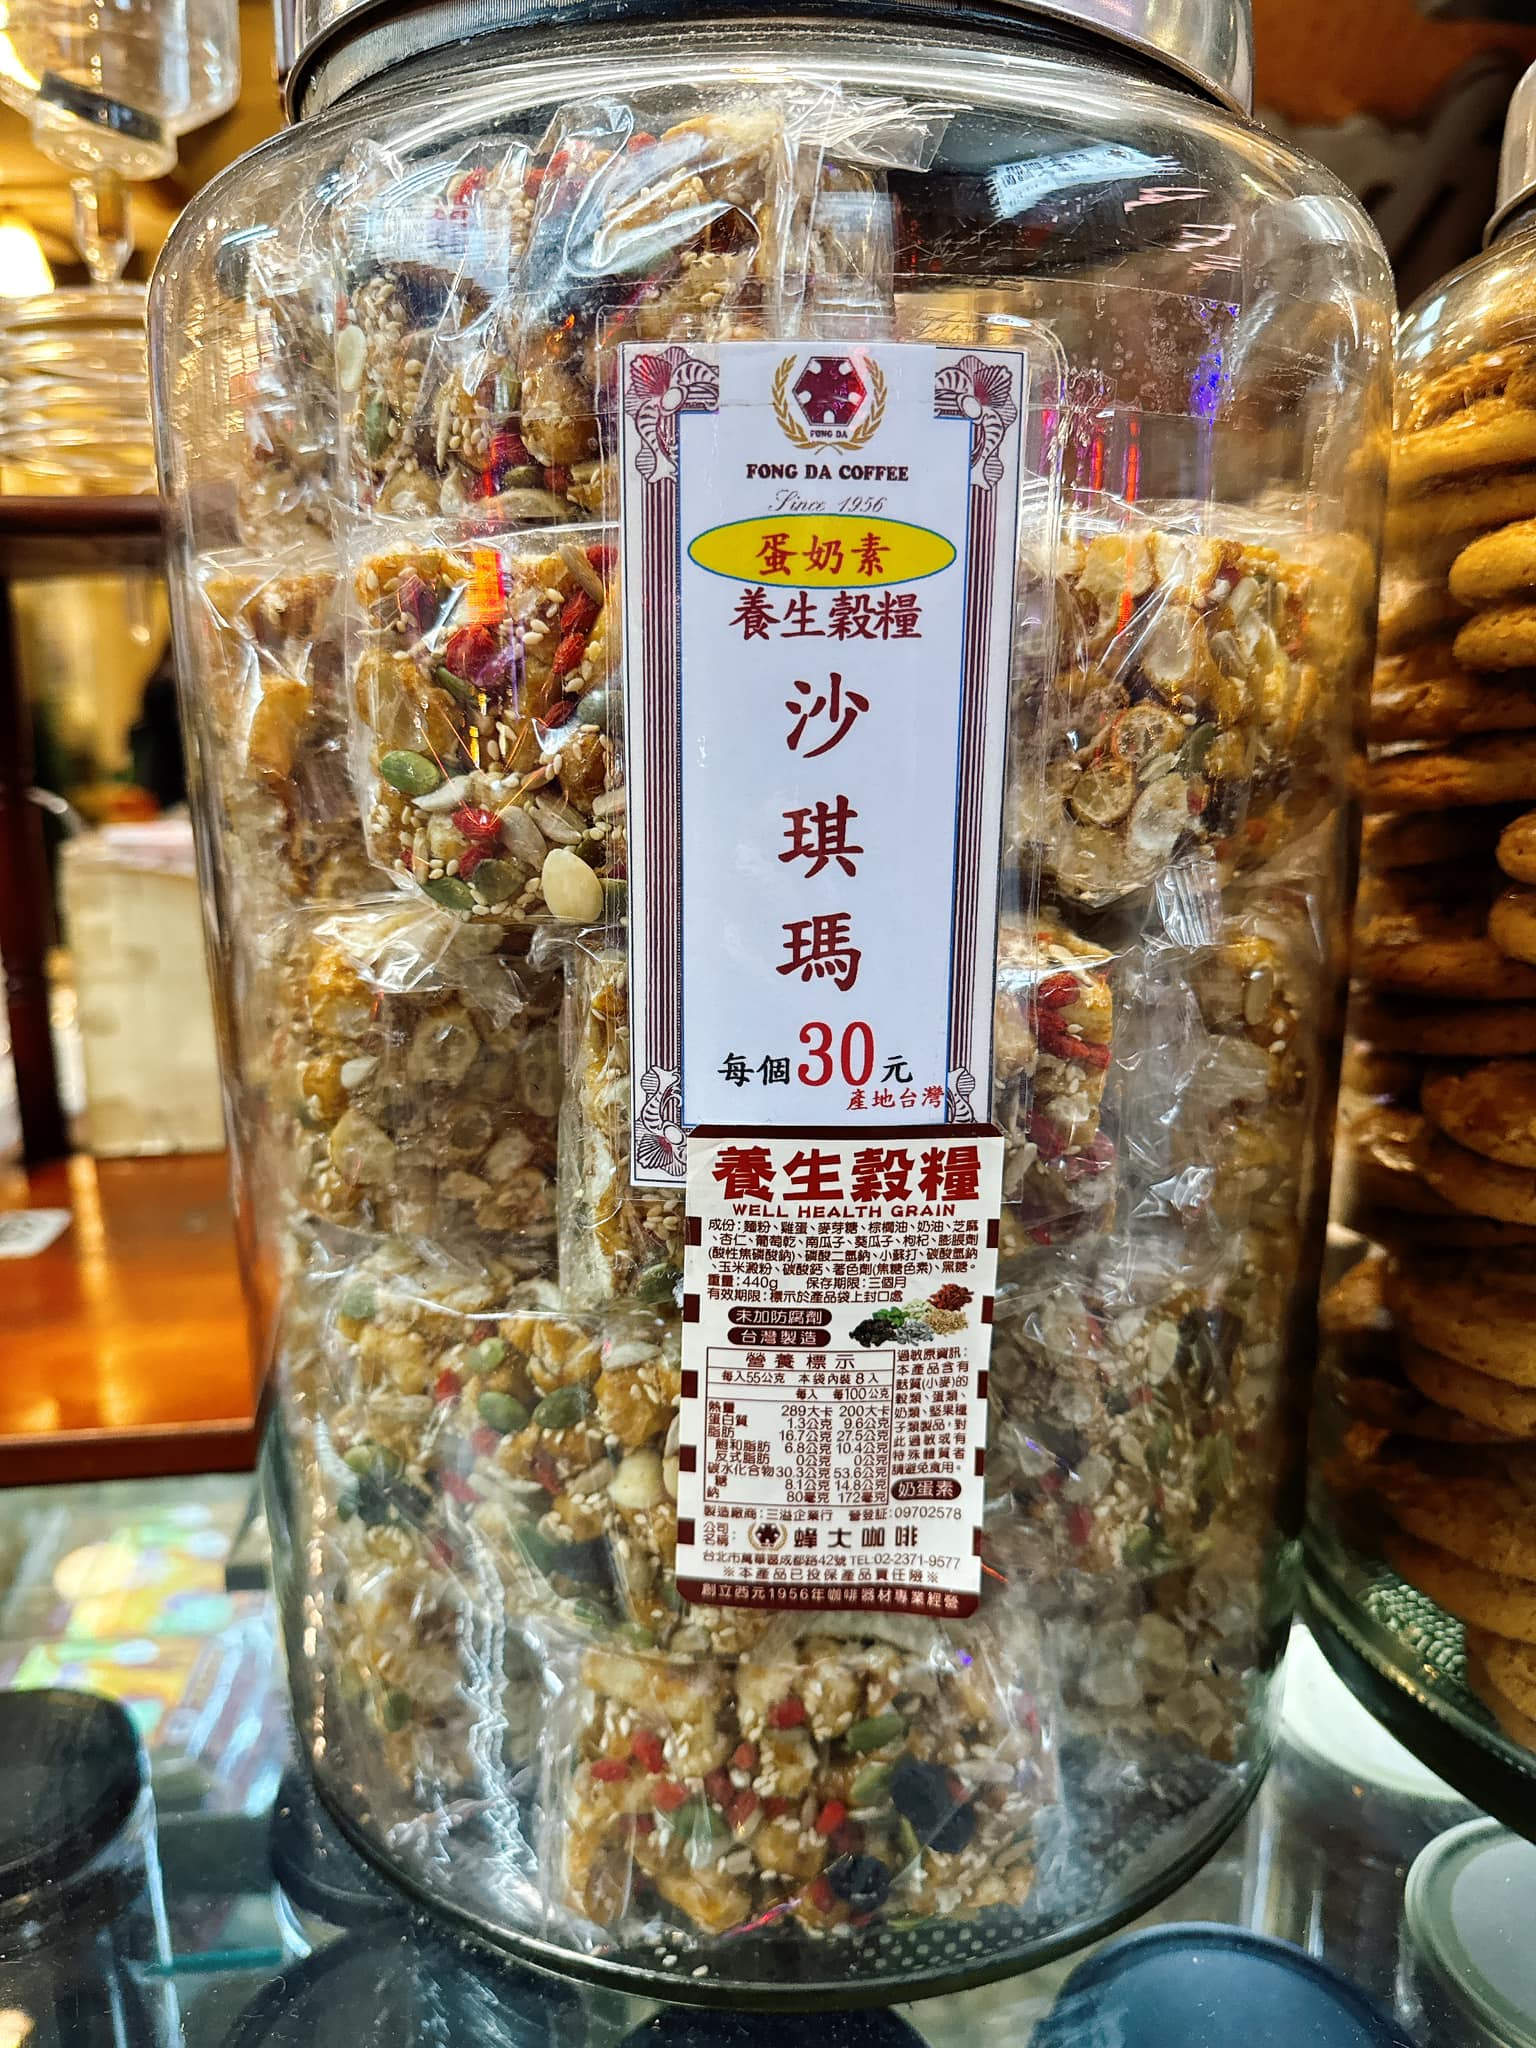 FONG DA
FONG DA COFFEE
Since 1956
蛋奶素
養生穀糧
沙
琪
瑪
每個30元
產地台灣
養生穀糧
WELL HEALTH GRAIN
成份:麵粉、雞蛋、麥芽糖、棕櫚油、奶油、芝麻
、杏仁、葡萄乾、南瓜子、葵瓜子、枸杞、膨脹劑
(酸性焦磷酸鈉)、磷酸二氫鈉、小蘇打、碳酸氫鈉
、玉米澱粉、碳酸鈣、著色劑(焦糖色素)、黑糖。
重量:440g 保存期限:三個月
有效期限:標示於產品袋上封口處
未加防腐劑
台灣製造
營養標示
每入55公克 本袋內裝8入
每入 每100公克
熱量 289大卡 200大卡
蛋白質 1.3公克 9.6公克
脂肪 16.7公克 27.5公克
飽和脂肪 6.8公克 10.4公克
反式脂肪 0公克 0公克
碳水化合物 30.3公克 53.6公克
糖 8.1公克 14.8公克
鈉 80毫克 172毫克
過敏原資訊:
本產品含有
麩質(小麥)的
穀類、蛋類、
奶類、堅果種
子類製品,對
此過敏或有
特殊體質者
請避免食用。
奶蛋素
製造廠商:三溢企業行 營登証:09702578
公司名稱: 蜂大咖啡
台北市萬華區成都路42號 TEL:02-2371-9577
※本產品已投保產品責任險※
創立西元1956年咖啡器材專業經營